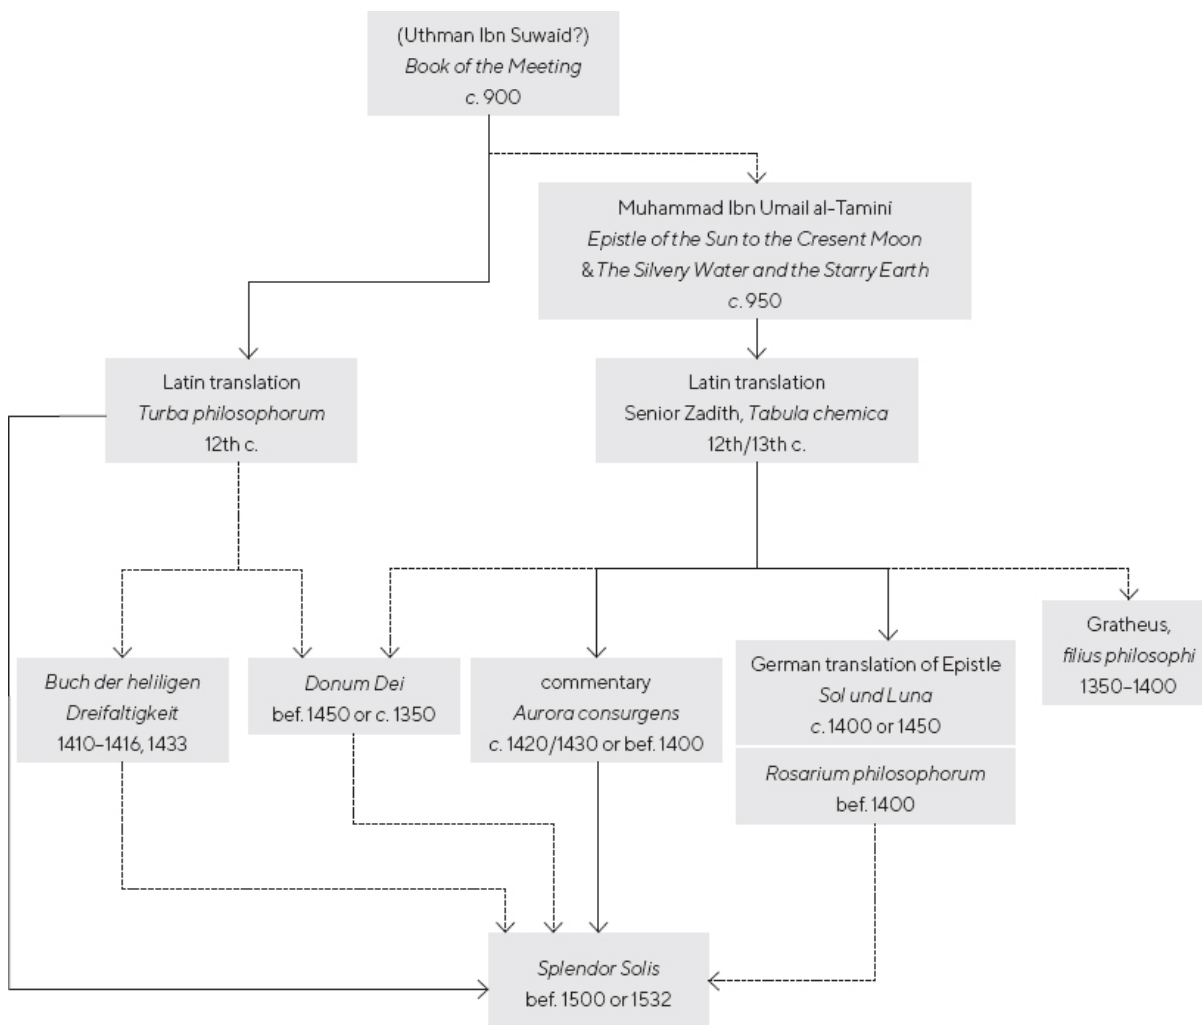 (Uthman Ibn Suwaid?)
Book of the Meeting
c. 900
Muhammad Ibn Umail al-Tamini
Epistle of the Sun to the Cresent Moon
& The Silvery Water and the Starry Earth
c. 950
Latin translation
Turba philosophorum
12th c.
Latin translation
Senior Zadith, Tabula chemica
12th/13th c.
Buch der heliligen
Dreifaltigkeit
1410–1416, 1433
Donum Dei
bef. 1450 or c. 1350
commentary
Aurora consurgens
c. 1420/1430 or bef. 1400
German translation of Epistle
Sol und Luna
c. 1400 or 1450
Rosarium philosophorum
bef. 1400
Gratheus,
filius philosophi
1350–1400
Splendor Solis
bef. 1500 or 1532